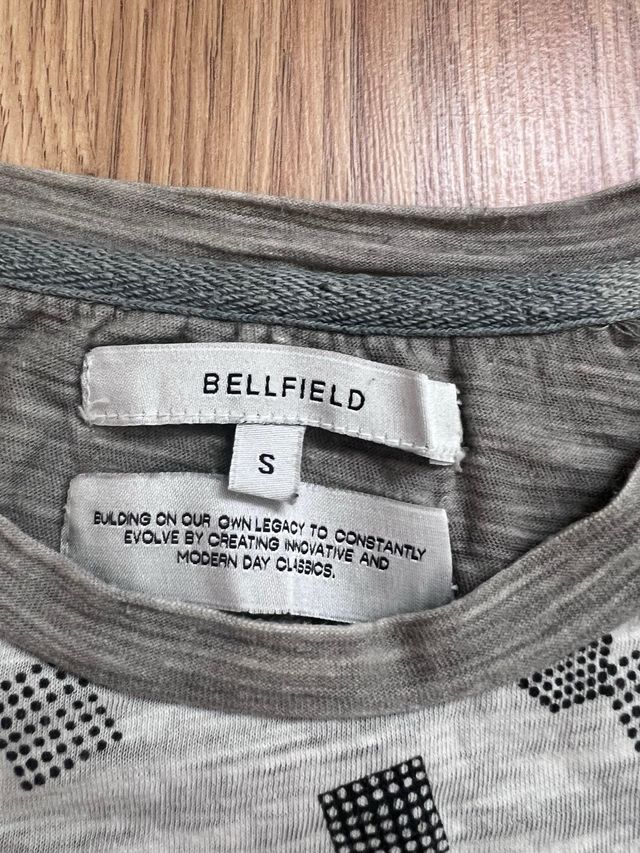 BELLFIELD
S
BUILDING ON OUR OWN LEGACY TO CONSTANTLY
EVOLVE BY CREATING INNOVATIVE AND
MODERN DAY CLASSICS.